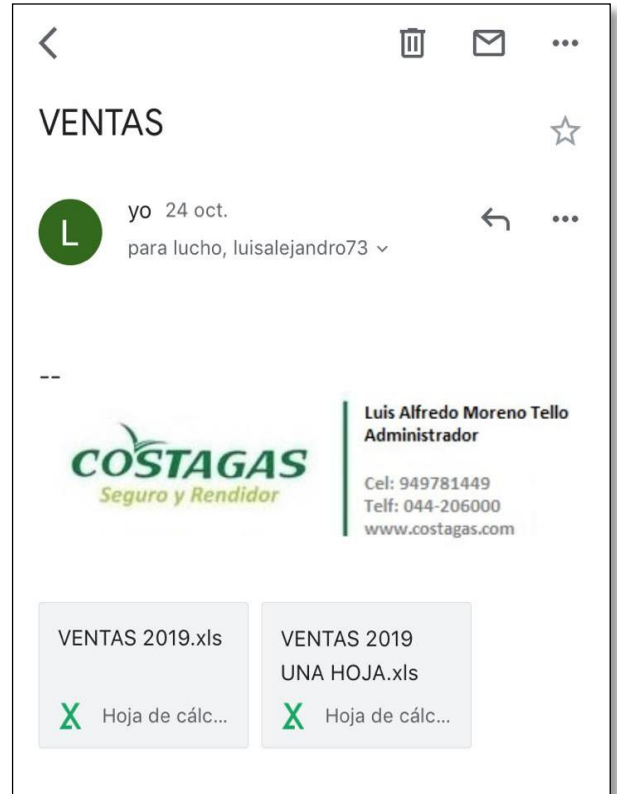 VENTAS
yo 24 oct.
L
para lucho, luisalejandro73
--
COSTAGAS
Seguro y Rendidor
Luis Alfredo Moreno Tello
Administrador
Cel: 949781449
Telf: 044-206000
www.costagas.com
VENTAS 2019.xls
Hoja de cálc...
VENTAS 2019
UNA HOJA.xls
Hoja de cálc...